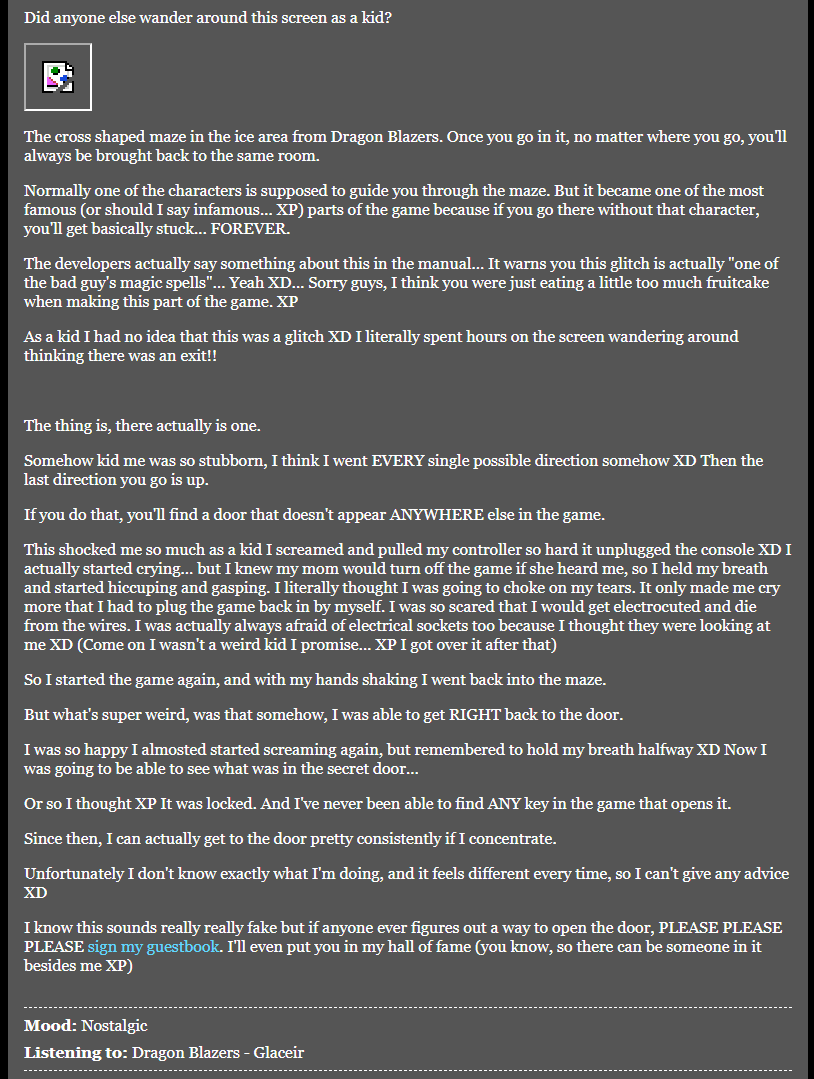 Did anyone else wander around this screen as a kid?
The cross shaped maze in the ice area from Dragon Blazers. Once you go in it, no matter where you go, you'll
always be brought back to the same room.
Normally one of the characters is supposed to guide you through the maze. But it became one of the most
famous (or should I say infamous... XP) parts of the game because if you go there without that character,
you'll get basically stuck... FOREVER.
The developers actually say something about this in the manual... It warns you this glitch is actually "one of
the bad guy's magic spells"... Yeah XD... Sorry guys, I think you were just eating a little too much fruitcake
when making this part of the game. XP
As a kid I had no idea that this was a glitch XD I literally spent hours on the screen wandering around
thinking there was an exit!!
The thing is, there actually is one.
Somehow kid me was so stubborn, I think I went EVERY single possible direction somehow XD Then the
last direction you go is up.
If you do that, you'll find a door that doesn't appear ANYWHERE else in the game.
This shocked me so much as a kid I screamed and pulled my controller so hard it unplugged the console XD I
actually started crying... but I knew my mom would turn off the game if she heard me, so I held my breath
and started hiccuping and gasping. I literally thought I was going to choke on my tears. It only made me cry
more that I had to plug the game back in by myself. I was so scared that I would get electrocuted and die
from the wires. I was actually always afraid of electrical sockets too because I thought they were looking at
me XD (Come on I wasn't a weird kid I promise... XP I got over it after that)
So I started the game again, and with my hands shaking I went back into the maze.
But what's super weird, was that somehow, I was able to get RIGHT back to the door.
I was so happy I almosted started screaming again, but remembered to hold my breath halfway XD Now I
was going to be able to see what was in the secret door...
Or so I thought XP It was locked. And I've never been able to find ANY key in the game that opens it.
Since then, I can actually get to the door pretty consistently if I concentrate.
Unfortunately I don't know exactly what I'm doing, and it feels different every time, so I can't give any advice
XD
I know this sounds really really fake but if anyone ever figures out a way to open the door, PLEASE PLEASE
PLEASE sign my guestbook. I'll even put you in my hall of fame (you know, so there can be someone in it
besides me XP)
Mood: Nostalgic
Listening to: Dragon Blazers - Glaceir